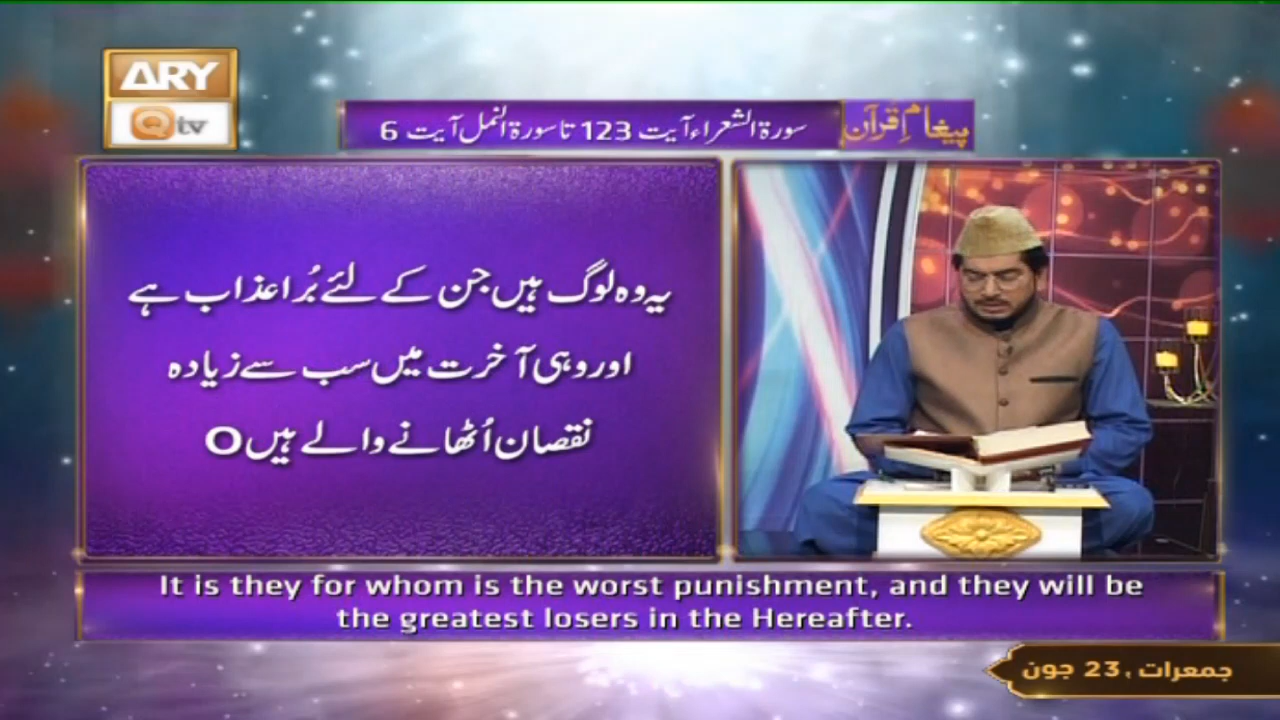 ARY
Qtv
پیغامِ قرآن
سورۃ الشعراء آیت 123 تا سورۃ النمل آیت 6
یہ وہ لوگ ہیں جن کے لئے بُرا عذاب ہے
اور وہی آخرت میں سب سے زیادہ
نقصان اُٹھانے والے ہیں O
It is they for whom is the worst punishment, and they will be
the greatest losers in the Hereafter.
جمعرات، 23 جون